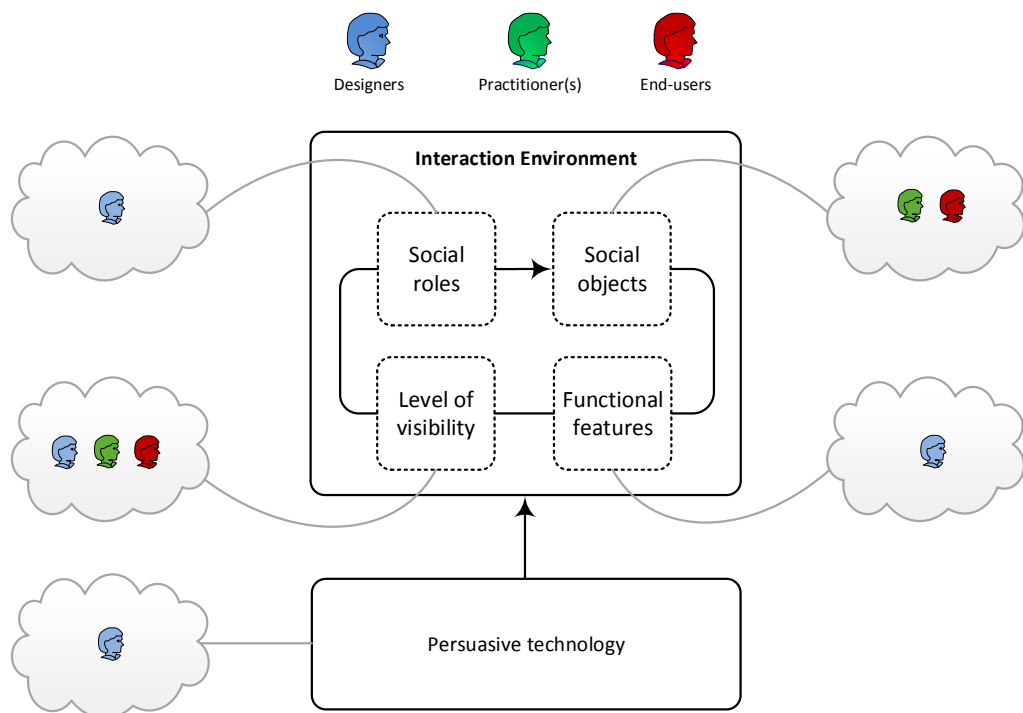 Designers
Practitioner(s)
End-users
Interaction Environment
Social
roles
Social
objects
Level of
visibility
Functional
features
Persuasive technology